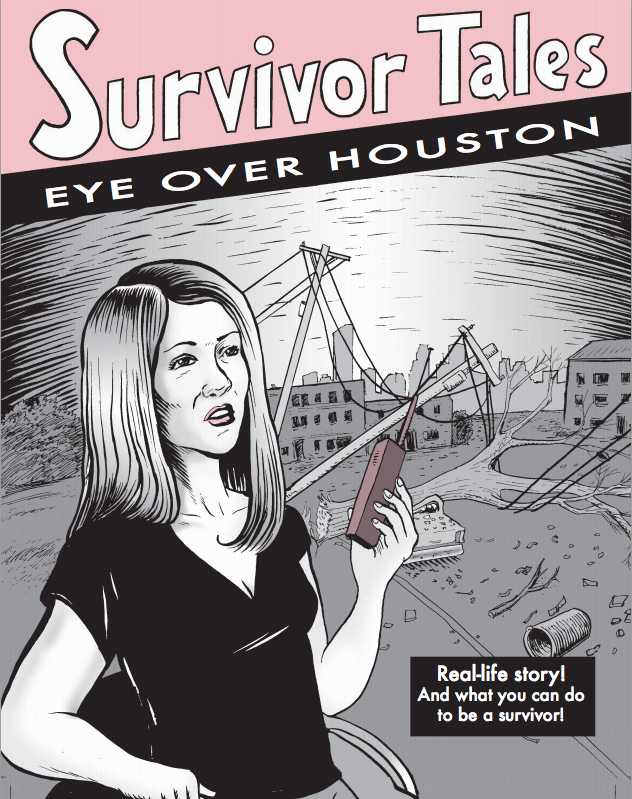 Survivor Tales
EYE OVER HOUSTON
Real-life story!
And what you can do
to be a survivor!